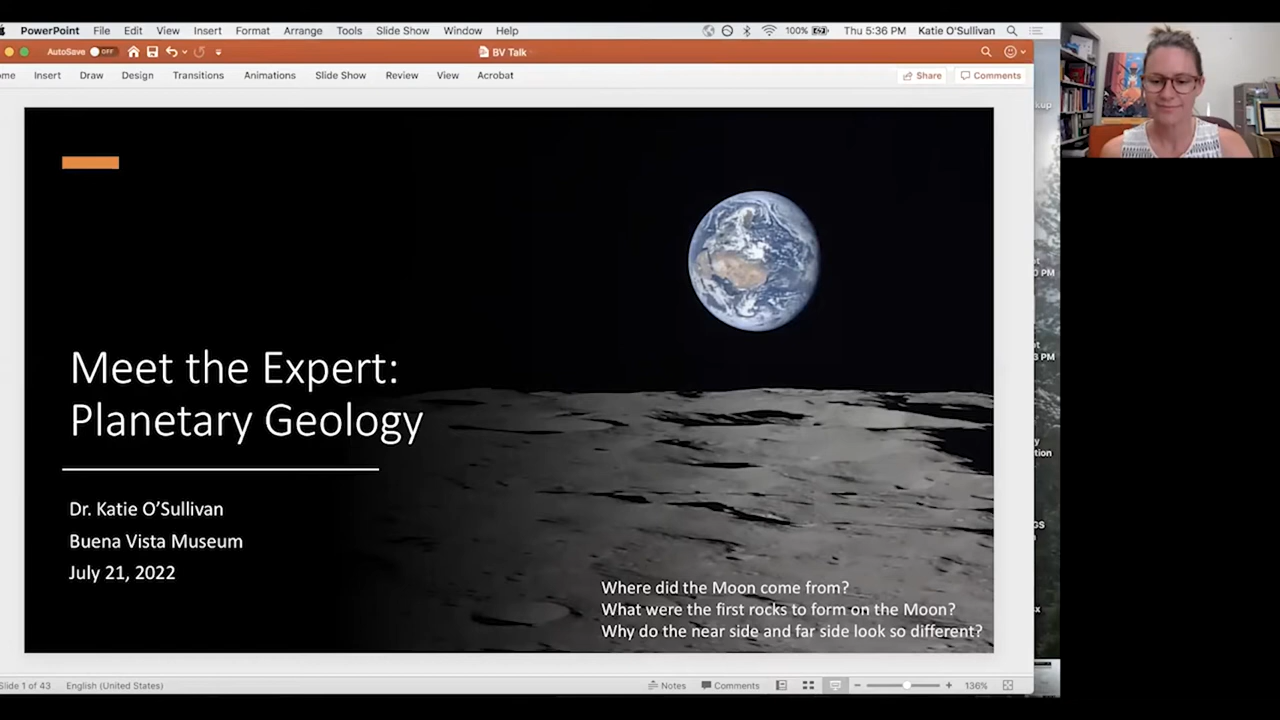 PowerPoint File Edit View Insert Format Arrange Tools Slide Show Window Help 100% Thu 5:36 PM Katie O'Sullivan
AutoSave OFF BV Talk
Insert Draw Design Transitions Animations Slide Show Review View Acrobat Share Comments
Meet the Expert:
Planetary Geology
Dr. Katie O’Sullivan
Buena Vista Museum
July 21, 2022
Where did the Moon come from?
What were the first rocks to form on the Moon?
Why do the near side and far side look so different?
Slide 1 of 43 English (United States) Notes Comments 136%